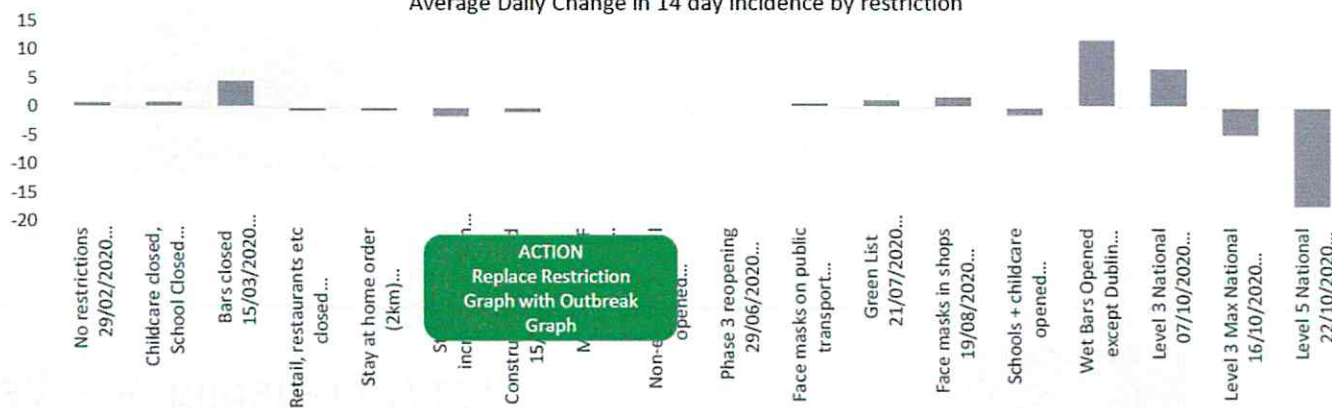 Average Daily Change in 14 day incidence by restriction
15
10
5
0
-5
-10
-15
-20
No restrictions
29/02/2020...
Childcare closed,
School Closed...
Bars closed
15/03/2020...
Retail, restaurants etc
closed...
Stay at home order
(2km)...
ACTION
Replace Restriction
Graph with Outbreak
Graph
opened...
Phase 3 reopening
29/06/2020...
Face masks on public
transport...
Green List
21/07/2020...
Face masks in shops
19/08/2020...
Schools + childcare
opened...
Wet Bars Opened
except Dublin...
Level 3 National
07/10/2020...
Level 3 Max National
16/10/2020...
Level 5 National
22/10/2020